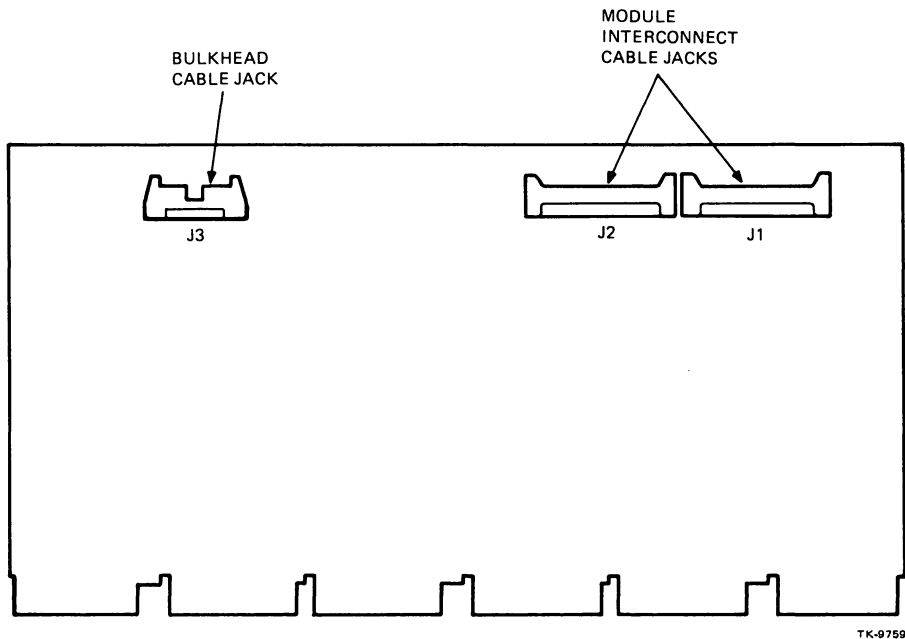 MODULE
INTERCONNECT
CABLE JACKS
BULKHEAD
CABLE JACK
J3
J2
J1
TK-9759